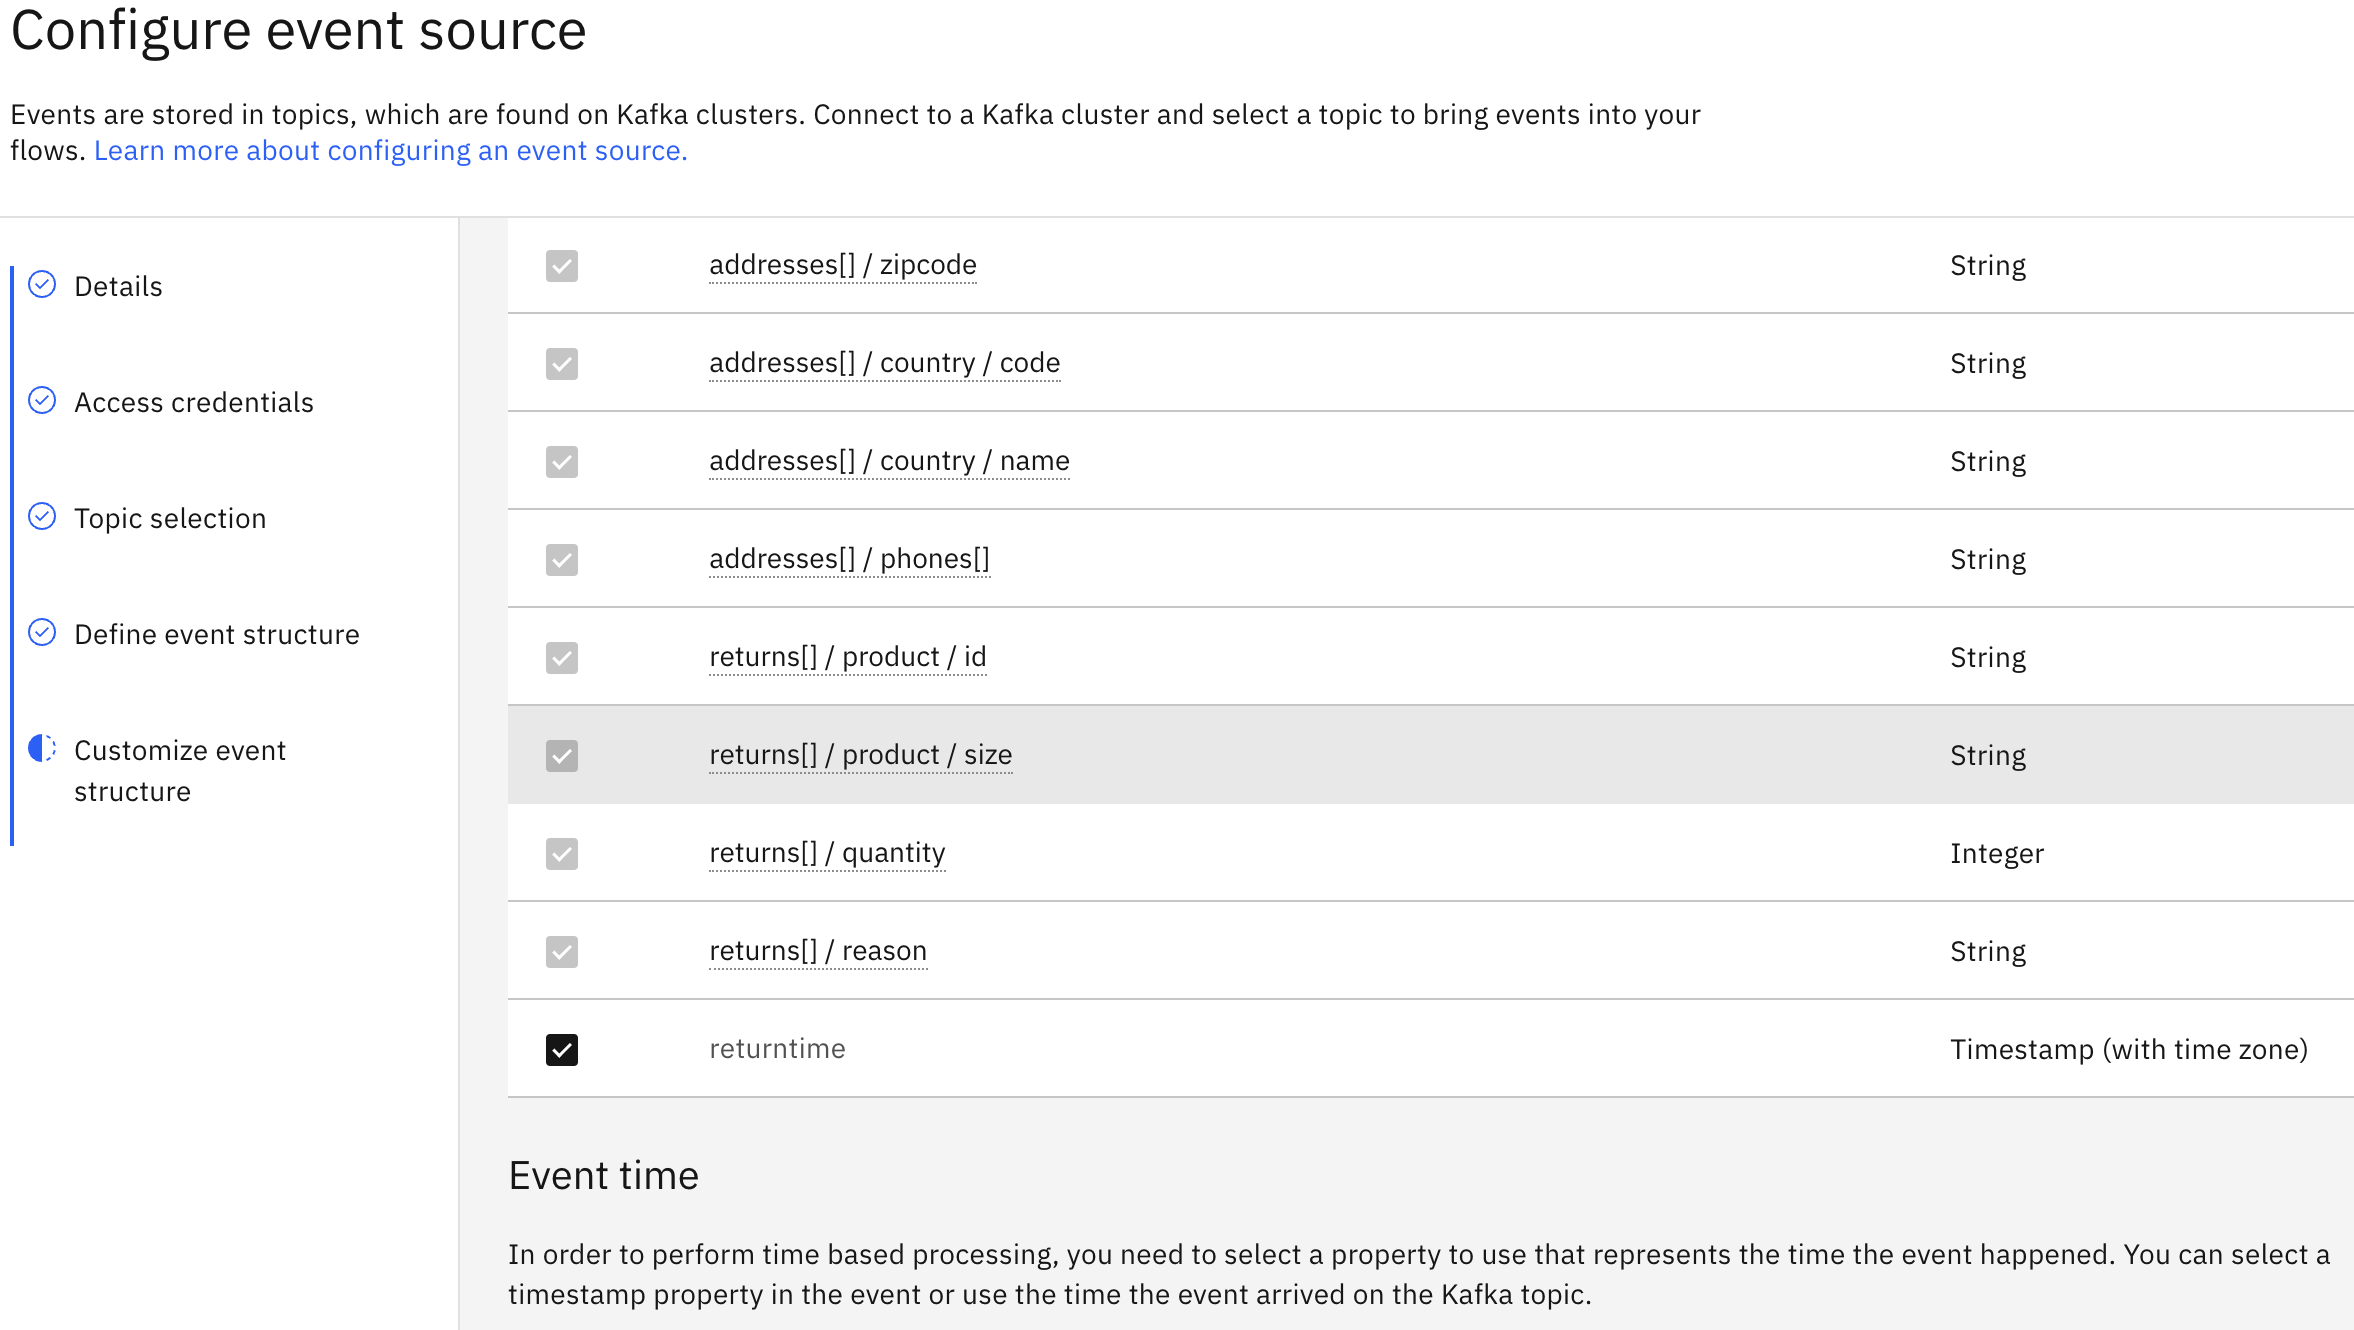 Configure event source
Events are stored in topics, which are found on Kafka clusters. Connect to a Kafka cluster and select a topic to bring events into your
flows. Learn more about configuring an event source.
Details
Access credentials
Topic selection
Define event structure
Customize event
structure
addresses[] / zipcode String
addresses[] / country / code String
addresses[] / country / name String
addresses[] / phones[] String
returns[] / product / id String
returns[] / product / size String
returns[] / quantity Integer
returns[] / reason String
returntime Timestamp (with time zone)
Event time
In order to perform time based processing, you need to select a property to use that represents the time the event happened. You can select a
timestamp property in the event or use the time the event arrived on the Kafka topic.